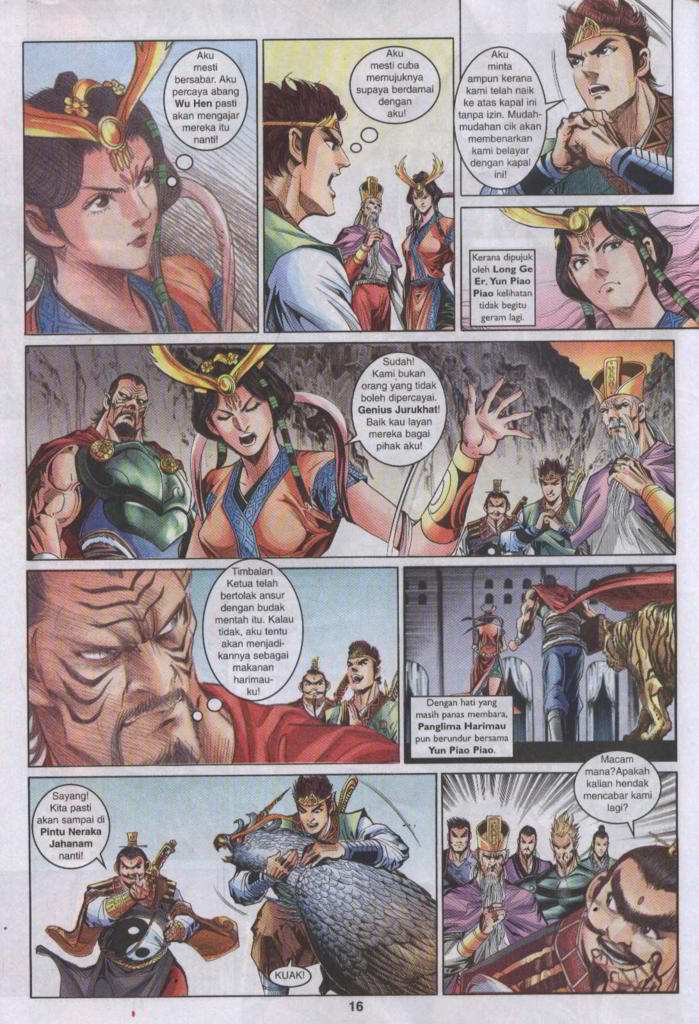 Aku
mesti
bersabar. Aku
percaya abang
Wu Hen pasti
akan mengajar
mereka itu
nanti!
Aku
mesti cuba
memujuknya
supaya berdamai
dengan
aku!
Aku
minta
ampun kerana
kami telah naik
ke atas kapal ini
tanpa izin. Mudah-
mudahan cik akan
membenarkan
kami belayar
dengan kapal
ini!
Kerana dipujuk
oleh Long Ge
Er, Yun Piao
Piao kelihatan
tidak begitu
geram lagi.
Sudah!
Kami bukan
orang yang tidak
boleh dipercayai.
Genius Jurukhat!
Baik kau layan
mereka bagai
pihak aku!
Timbalan
Ketua telah
bertolak ansur
dengan budak
mentah itu. Kalau
tidak, aku tentu
akan menjadi-
kannya sebagai
makanan
harimau-
ku!
Dengan hati yang
masih panas membara,
Panglima Harimau
pun berundur bersama
Yun Piao Piao.
Sayang!
Kita pasti
akan sampai di
Pintu Neraka
Jahanam
nanti!
KUAK!
Macam
mana?Apakah
kalian hendak
mencabar kami
lagi?
16